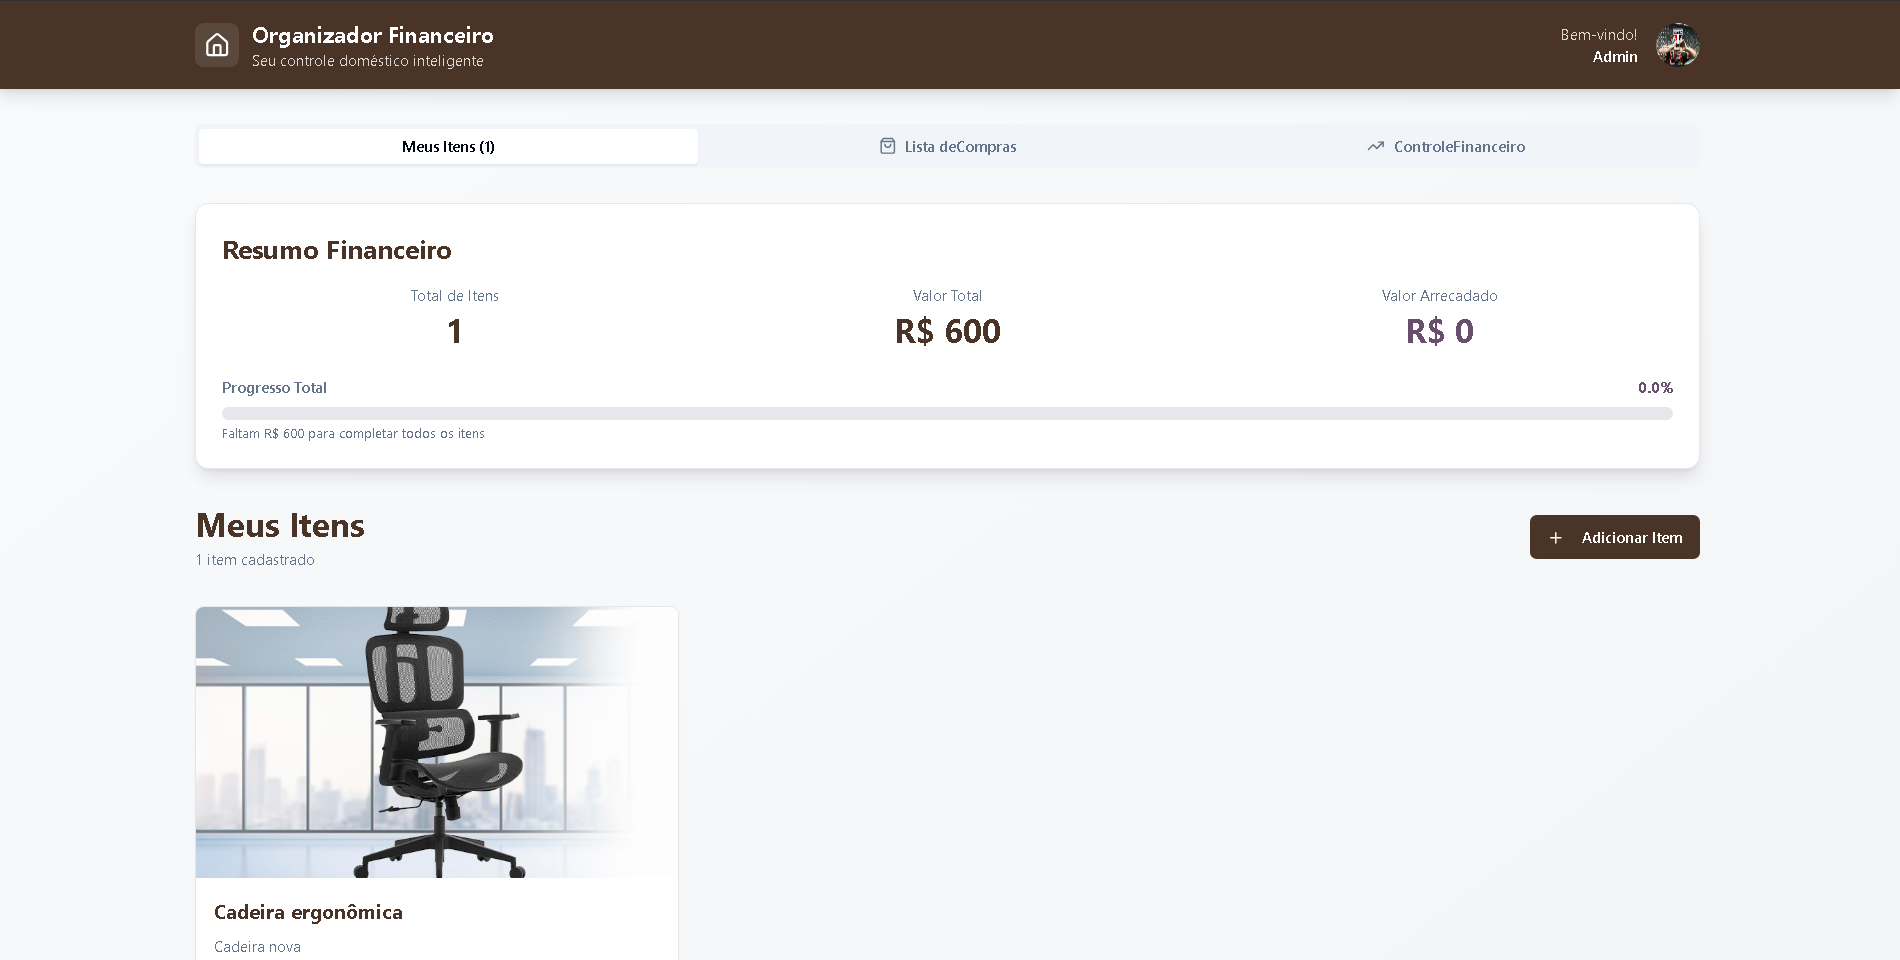 Organizador Financeiro
Seu controle doméstico inteligente
Bem-vindo!
Admin
Meus Itens (1)
Lista deCompras
ControleFinanceiro
Resumo Financeiro
Total de Itens
1
Valor Total
R$ 600
Valor Arrecadado
R$ 0
Progresso Total
0.0%
Faltam R$ 600 para completar todos os itens
Meus Itens
1 item cadastrado
Adicionar Item
Cadeira ergonômica
Cadeira nova